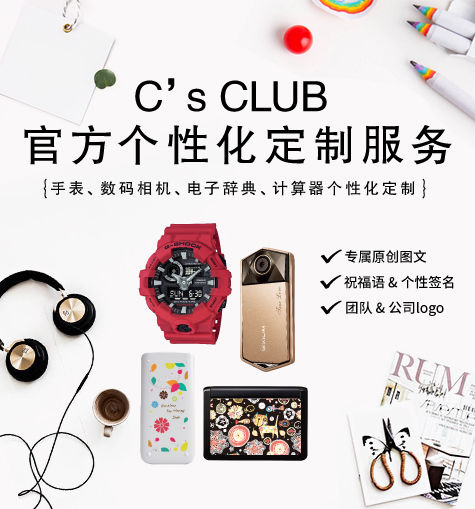 C's CLUB
官方个性化定制服务
{手表、数码相机、电子辞典、计算器个性化定制}
专属原创图文
祝福语 & 个性签名
团队 & 公司logo
G-SHOCK
RUM